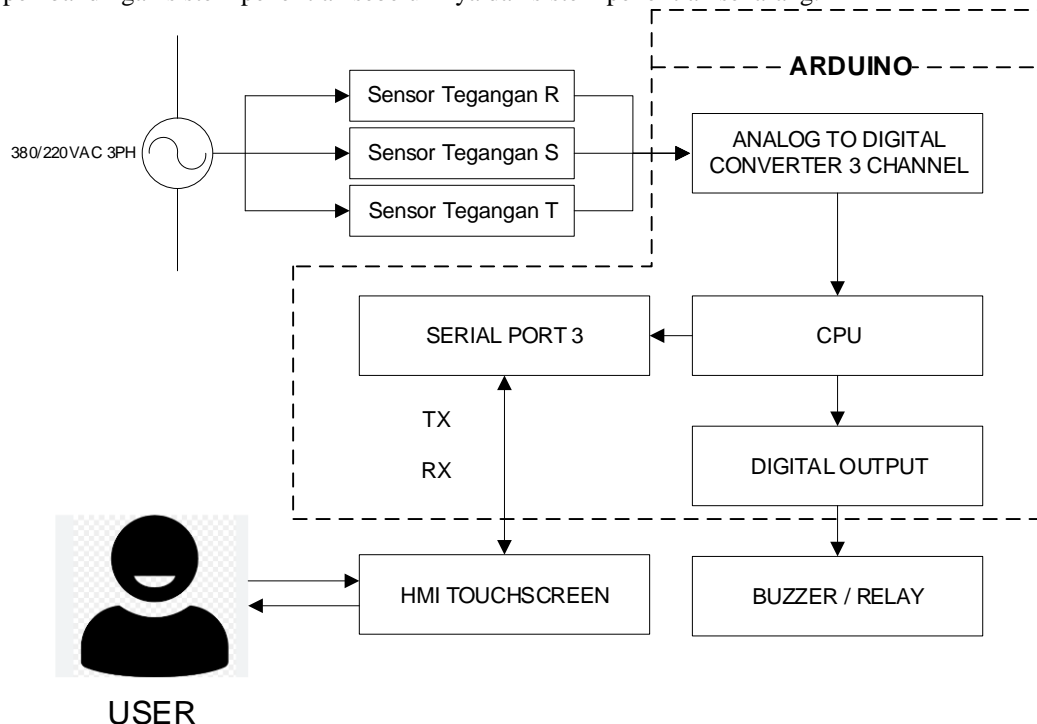 ARDUINO
Sensor Tegangan R
380/220VAC 3PH
Sensor Tegangan S
Sensor Tegangan T
ANALOG TO DIGITAL
CONVERTER 3 CHANNEL
SERIAL PORT 3
CPU
TX
RX
DIGITAL OUTPUT
HMI TOUCHSCREEN
BUZZER / RELAY
USER